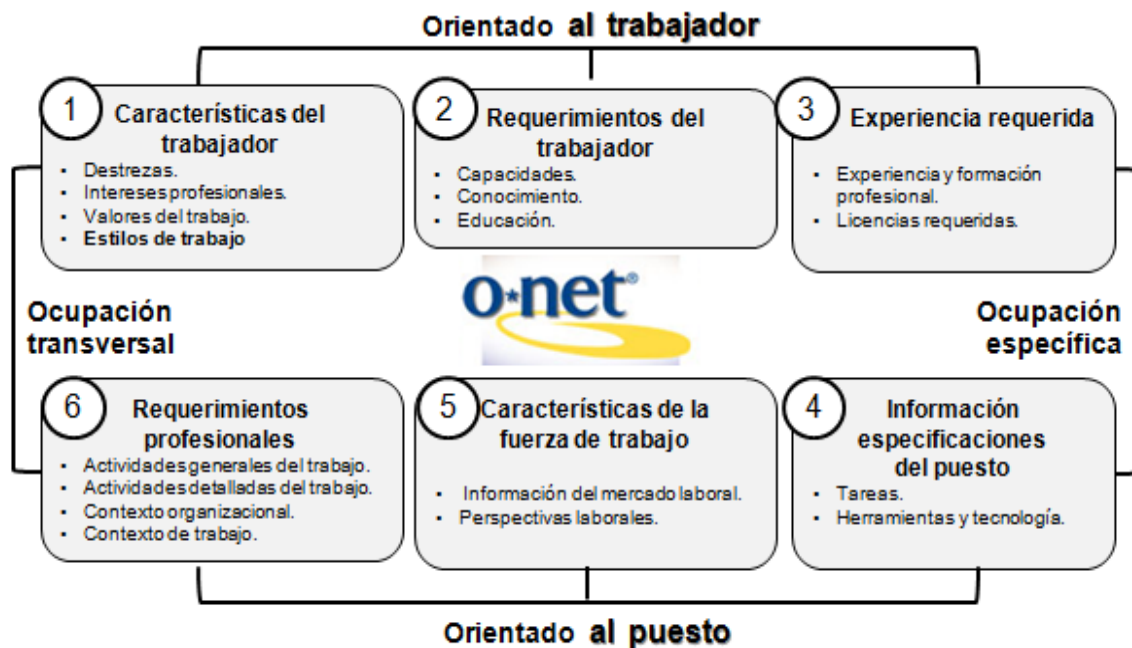 Orientado al trabajador
1
Características del
trabajador
▪ Destrezas.
▪ Intereses profesionales.
▪ Valores del trabajo.
▪ Estilos de trabajo
2
Requerimientos del
trabajador
▪ Capacidades.
▪ Conocimiento.
▪ Educación.
3
Experiencia requerida
▪ Experiencia y formación
profesional.
▪ Licencias requeridas.
Ocupación
transversal
o*net®
Ocupación
específica
6
Requerimientos
profesionales
▪ Actividades generales del trabajo.
▪ Actividades detalladas del trabajo.
▪ Contexto organizacional.
▪ Contexto de trabajo.
5
Características de la
fuerza de trabajo
▪ Información del mercado laboral.
▪ Perspectivas laborales.
4
Información
especificaciones
del puesto
▪ Tareas.
▪ Herramientas y tecnología.
Orientado al puesto